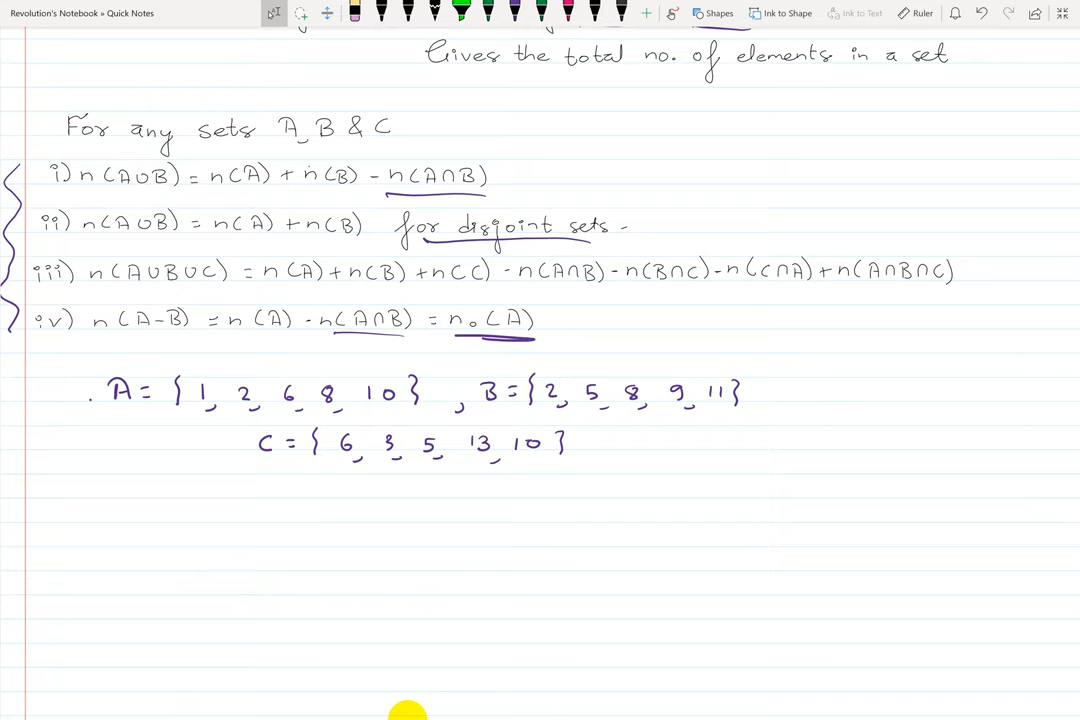 Revolution's Notebook » Quick Notes
Shapes Ink to Shape Ink to Text Ruler
Gives the total no. of elements in a set
For any sets A, B & C
i) n(A∪B) = n(A) + n(B) - n(A∩B)
ii) n(A∪B) = n(A) + n(B) for disjoint sets.
iii) n(A∪B∪C) = n(A) + n(B) + n(C) - n(A∩B) - n(B∩C) - n(C∩A) + n(A∩B∩C)
iv) n(A-B) = n(A) - n(A∩B) = n₀(A)
A = { 1, 2, 6, 8, 10 } , B = { 2, 5, 8, 9, 11 }
C = { 6, 3, 5, 13, 10 }